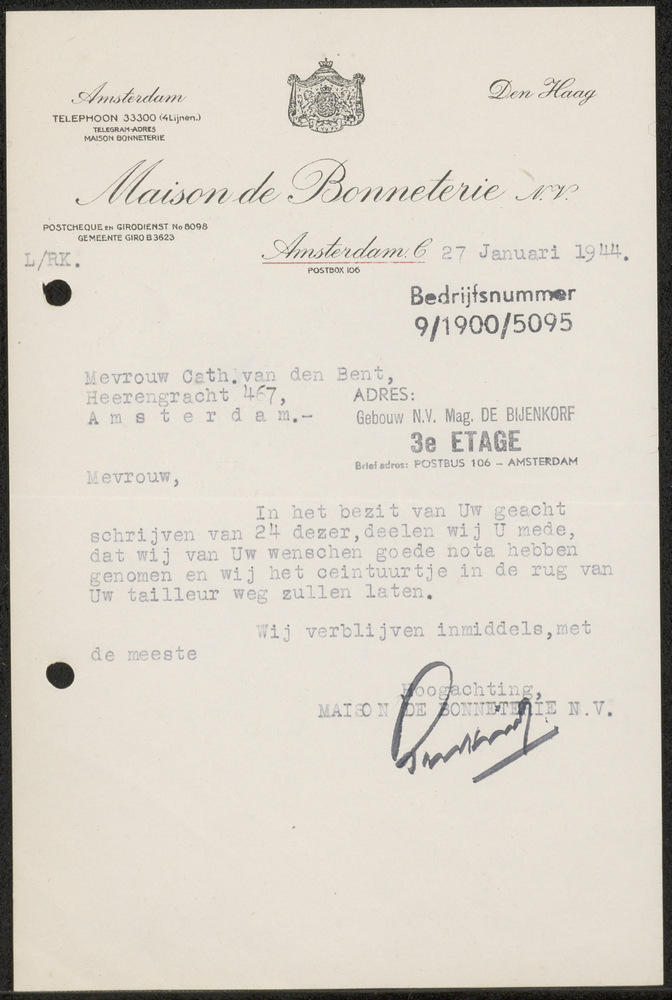 Amsterdam
TELEPHOON 33300 (4Lijnen.)
TELEGRAM-ADRES
MAISON BONNETERIE
Den Haag
Maison de Bonneterie N.V.
POSTCHEQUE EN GIRODIENST No 8098
GEMEENTE GIRO B 3623
L/RK.
Amsterdam. C 27 Januari 1944.
POSTBOX 106
Bedrijfsnummer
9/1900/5095
Mevrouw Cath.van den Bent,
Heerengracht 467,
A m s t e r d a m.-
ADRES:
Gebouw N.V. Mag. DE BIJENKORF
3e ETAGE
Brief adres: POSTBUS 106 - AMSTERDAM
Mevrouw,
In het bezit van Uw geacht
schrijven van 24 dezer,deelen wij U mede,
dat wij van Uw wenschen goede nota hebben
genomen en wij het ceintuurtje in de rug van
Uw tailleur weg zullen laten.
Wij verblijven inmiddels,met
de meeste
Hoogachting,
MAISON DE BONNETERIE N.V.